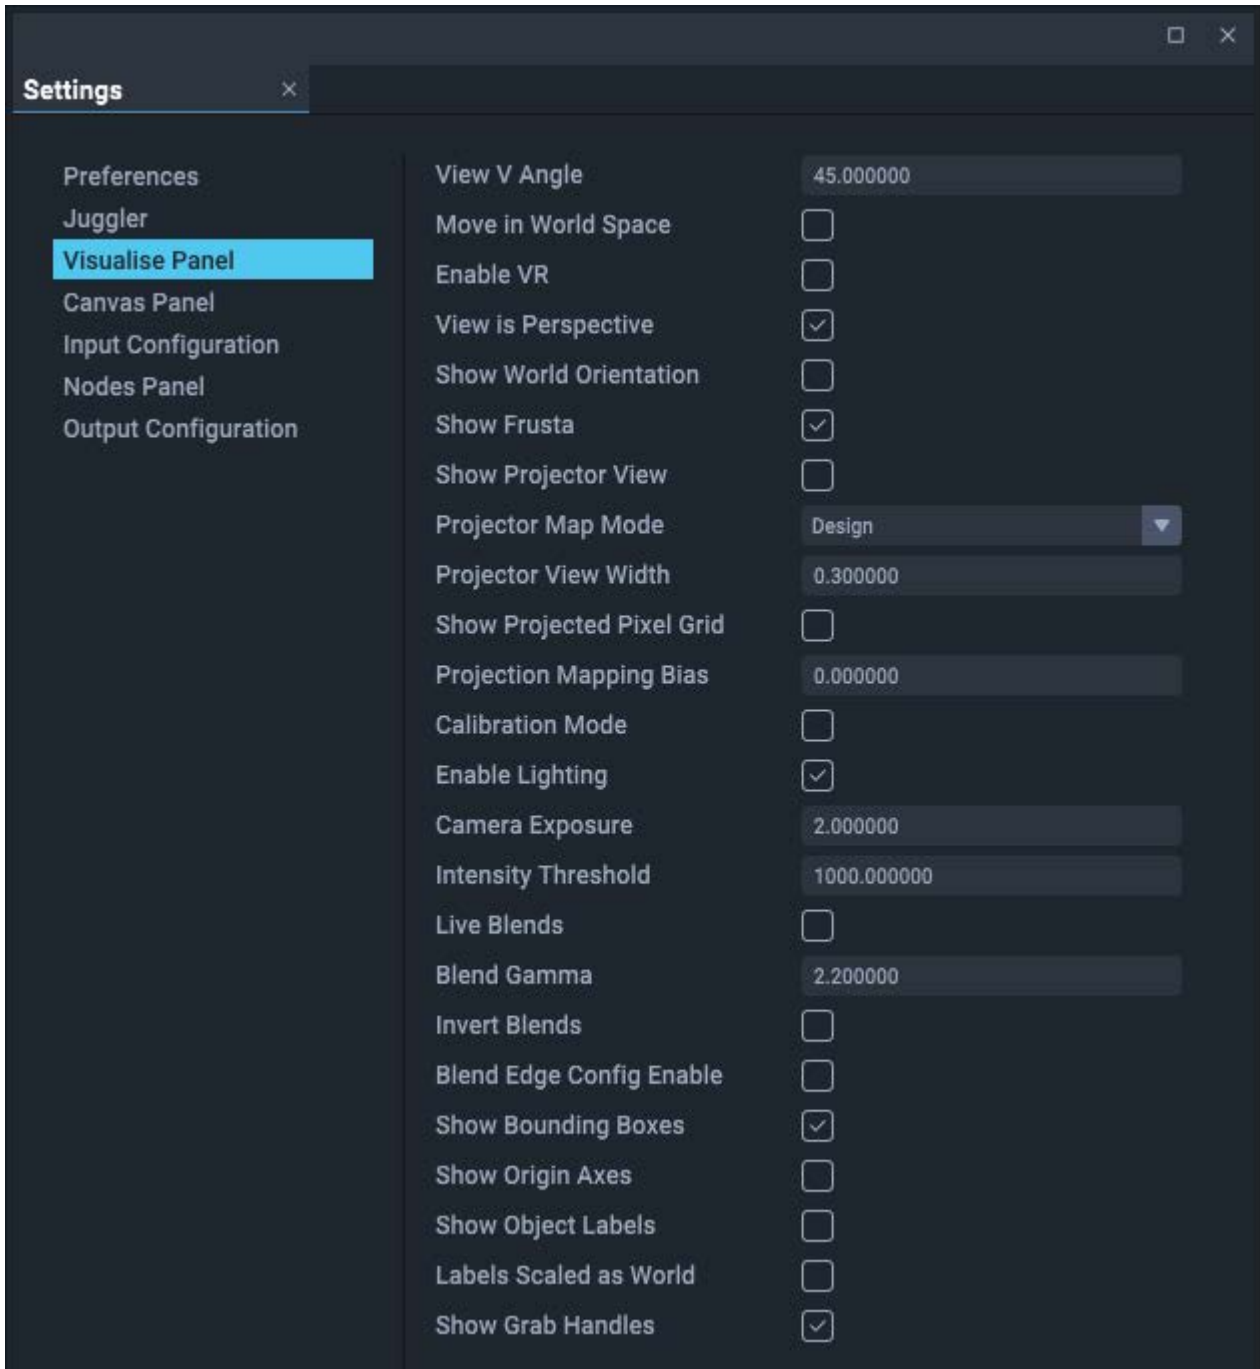 Settings
Preferences
Juggler
Visualise Panel
Canvas Panel
Input Configuration
Nodes Panel
Output Configuration
View V Angle 45.000000
Move in World Space
Enable VR
View is Perspective
Show World Orientation
Show Frusta
Show Projector View
Projector Map Mode Design
Projector View Width 0.300000
Show Projected Pixel Grid
Projection Mapping Bias 0.000000
Calibration Mode
Enable Lighting
Camera Exposure 2.000000
Intensity Threshold 1000.000000
Live Blends
Blend Gamma 2.200000
Invert Blends
Blend Edge Config Enable
Show Bounding Boxes
Show Origin Axes
Show Object Labels
Labels Scaled as World
Show Grab Handles